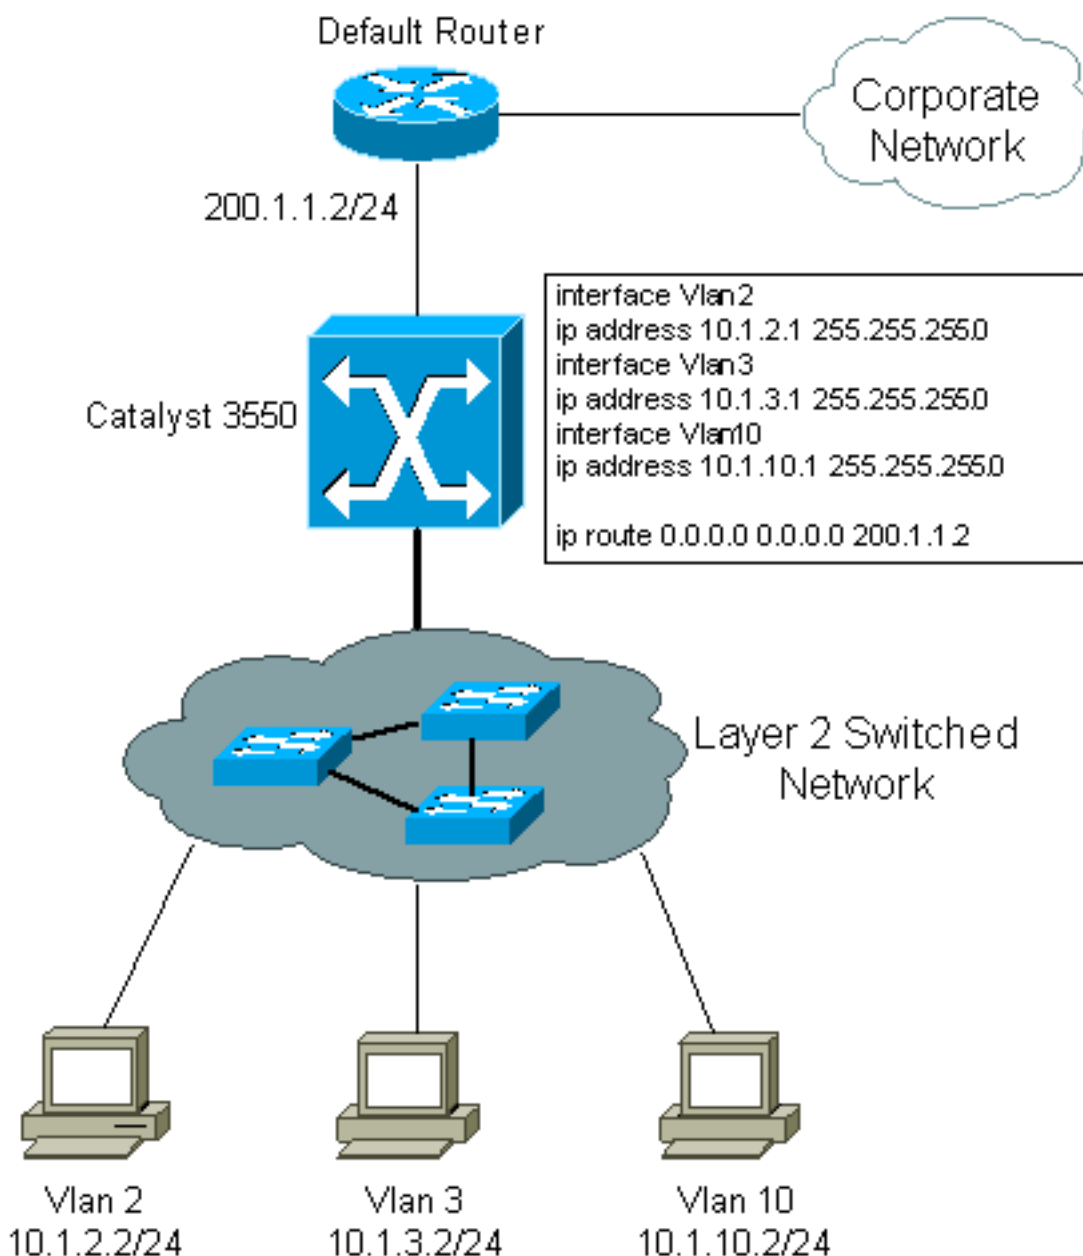 Default Router
Corporate
Network
200.1.1.2/24
interface Vlan2
ip address 10.1.2.1 255.255.255.0
interface Vlan3
ip address 10.1.3.1 255.255.255.0
interface Vlan10
ip address 10.1.10.1 255.255.255.0
ip route 0.0.0.0 0.0.0.0 200.1.1.2
Catalyst 3550
Layer 2 Switched
Network
Vlan 2
10.1.2.2/24
Vlan 3
10.1.3.2/24
Vlan 10
10.1.10.2/24